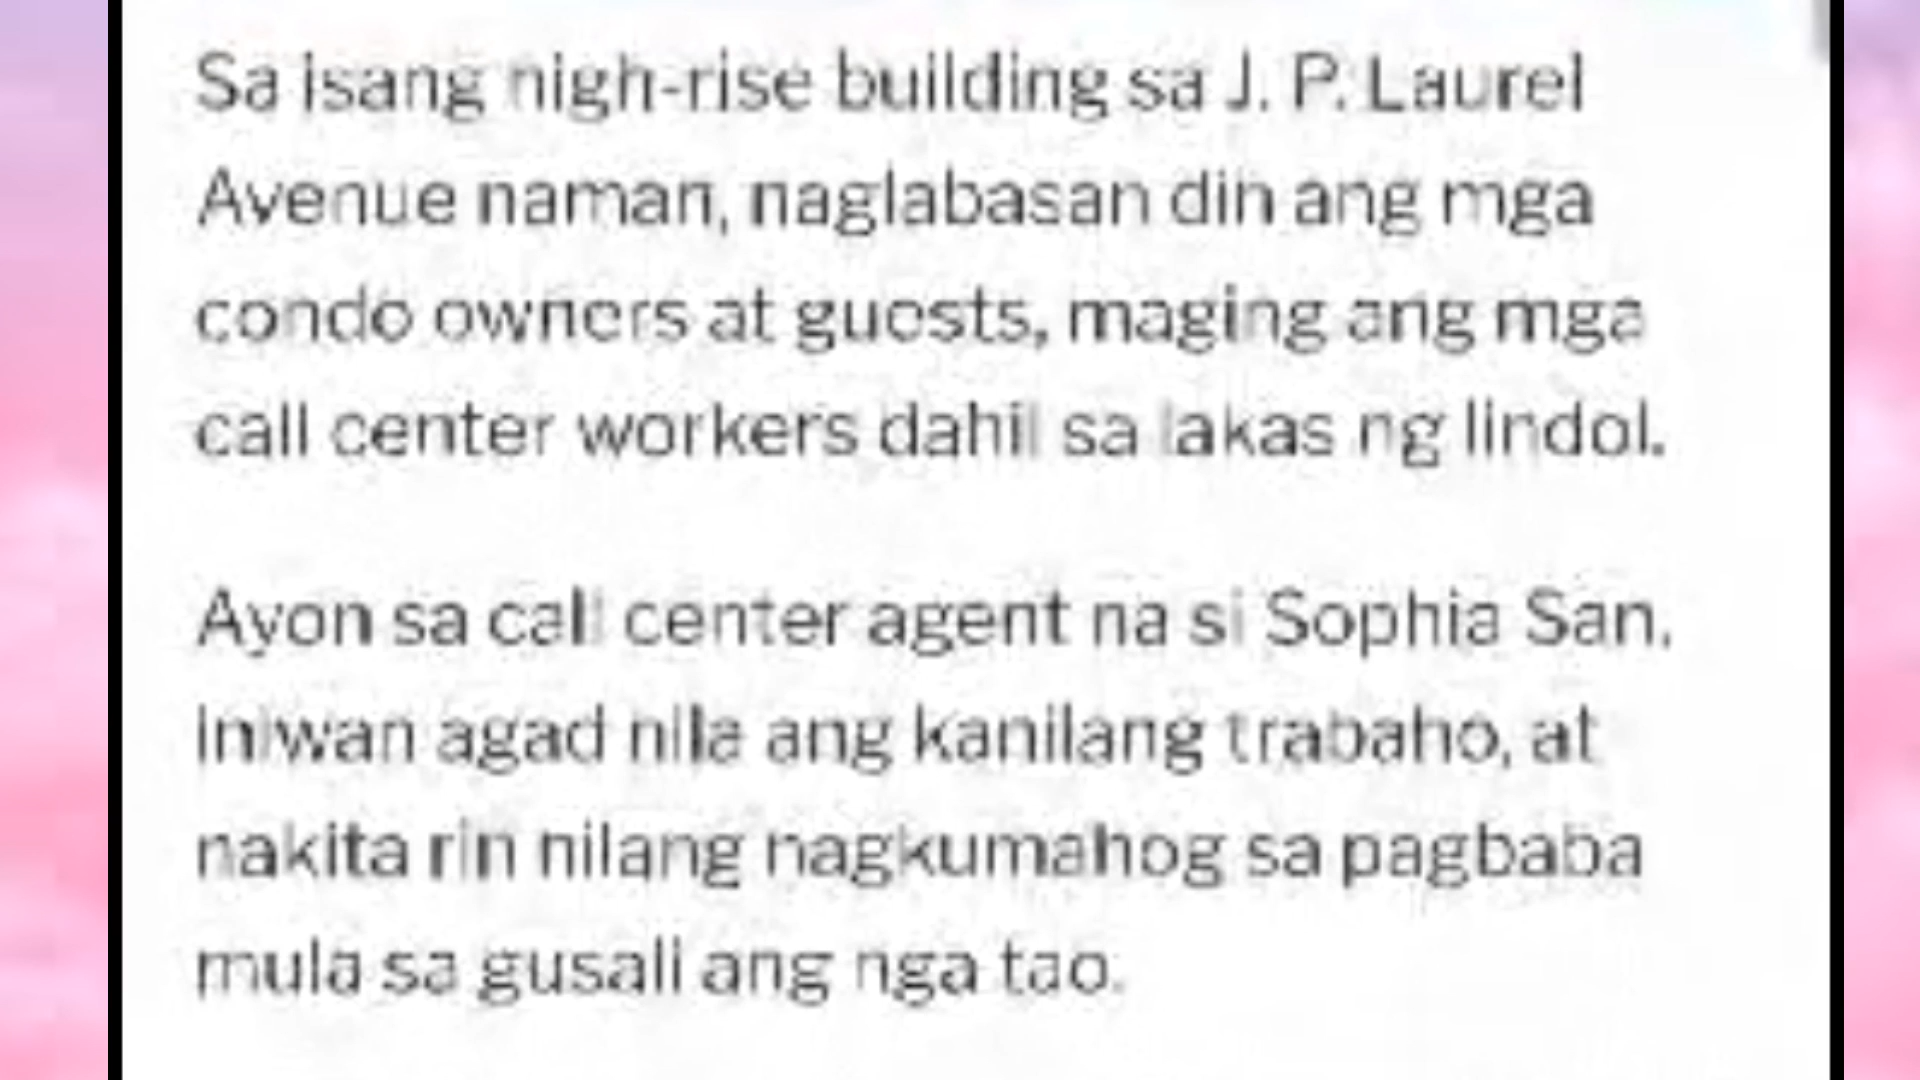 Sa isang high-rise building sa J. P. Laurel
Avenue naman, naglabasan din ang mga
condo owners at guests, maging ang mga
call center workers dahil sa lakas ng lindol.
Ayon sa call center agent na si Sophia San,
iniwan agad nila ang kanilang trabaho, at
nakita rin nilang nagkumahog sa pagbaba
mula sa gusali ang nga tao.